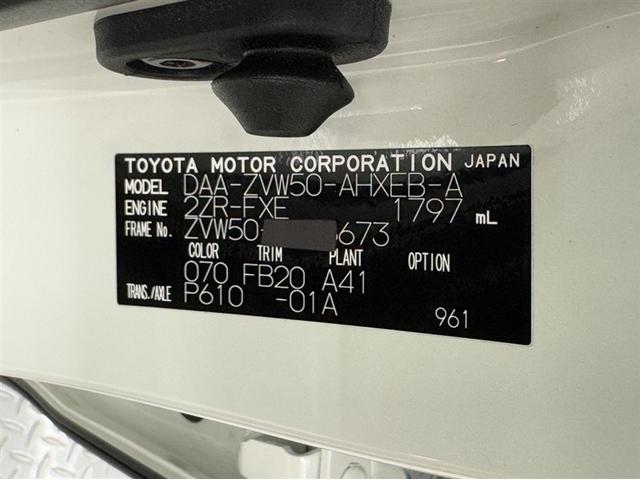 TOYOTA MOTOR CORPORATION JAPAN
MODEL DAA-ZVW50-AHXEB-A
ENGINE 2ZR-FXE 1797 mL
FRAME No. ZVW50- 673
COLOR TRIM PLANT OPTION
070 FB20 A41
TRANS./AXLE P610 -01A
961